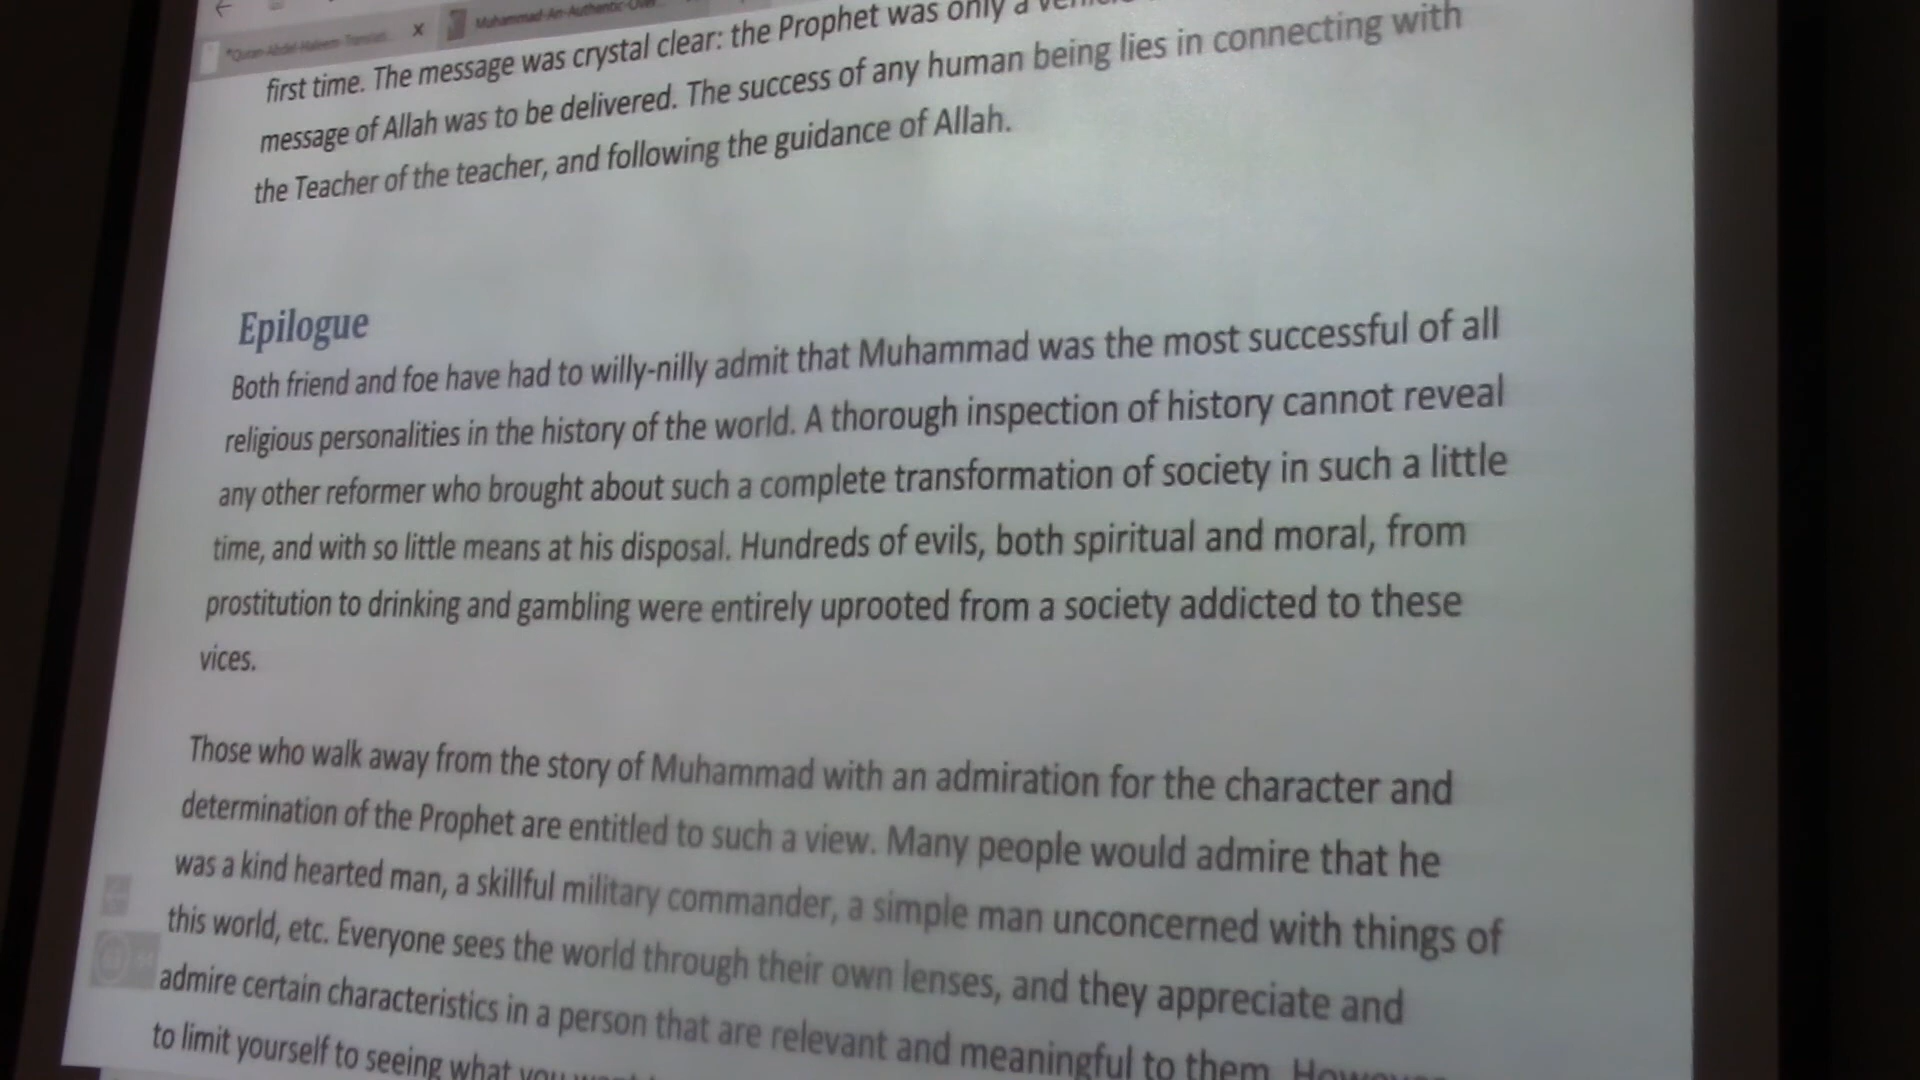 *Quran-Abdel-Haleem-Translat... x Muhammad-An-Authentic-Over...
first time. The message was crystal clear: the Prophet was only a
message of Allah was to be delivered. The success of any human being lies in connecting with
the Teacher of the teacher, and following the guidance of Allah.
Epilogue
Both friend and foe have had to willy-nilly admit that Muhammad was the most successful of all
religious personalities in the history of the world. A thorough inspection of history cannot reveal
any other reformer who brought about such a complete transformation of society in such a little
time, and with so little means at his disposal. Hundreds of evils, both spiritual and moral, from
prostitution to drinking and gambling were entirely uprooted from a society addicted to these
vices.
Those who walk away from the story of Muhammad with an admiration for the character and
determination of the Prophet are entitled to such a view. Many people would admire that he
was a kind hearted man, a skillful military commander, a simple man unconcerned with things of
this world, etc. Everyone sees the world through their own lenses, and they appreciate and
admire certain characteristics in a person that are relevant and meaningful to them. However
to limit yourself to seeing what you